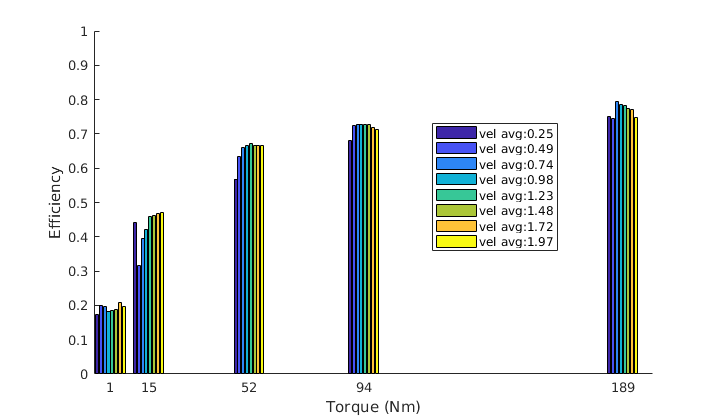 1
0.9
0.8
0.7
0.6
0.5
0.4
0.3
0.2
0.1
0
Efficiency
vel avg:0.25
vel avg:0.49
vel avg:0.74
vel avg:0.98
vel avg:1.23
vel avg:1.48
vel avg:1.72
vel avg:1.97
1 15 52 94 189
Torque (Nm)